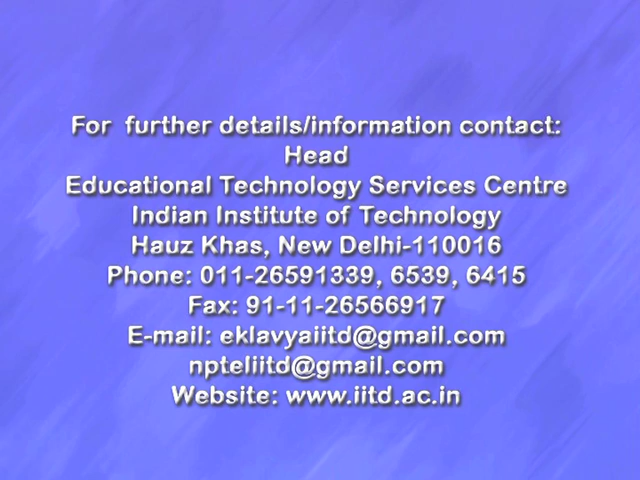 For further details/information contact:
Head
Educational Technology Services Centre
Indian Institute of Technology
Hauz Khas, New Delhi-110016
Phone: 011-26591339, 6539, 6415
Fax: 91-11-26566917
E-mail: eklavyaiitd@gmail.com
npteliitd@gmail.com
Website: www.iitd.ac.in